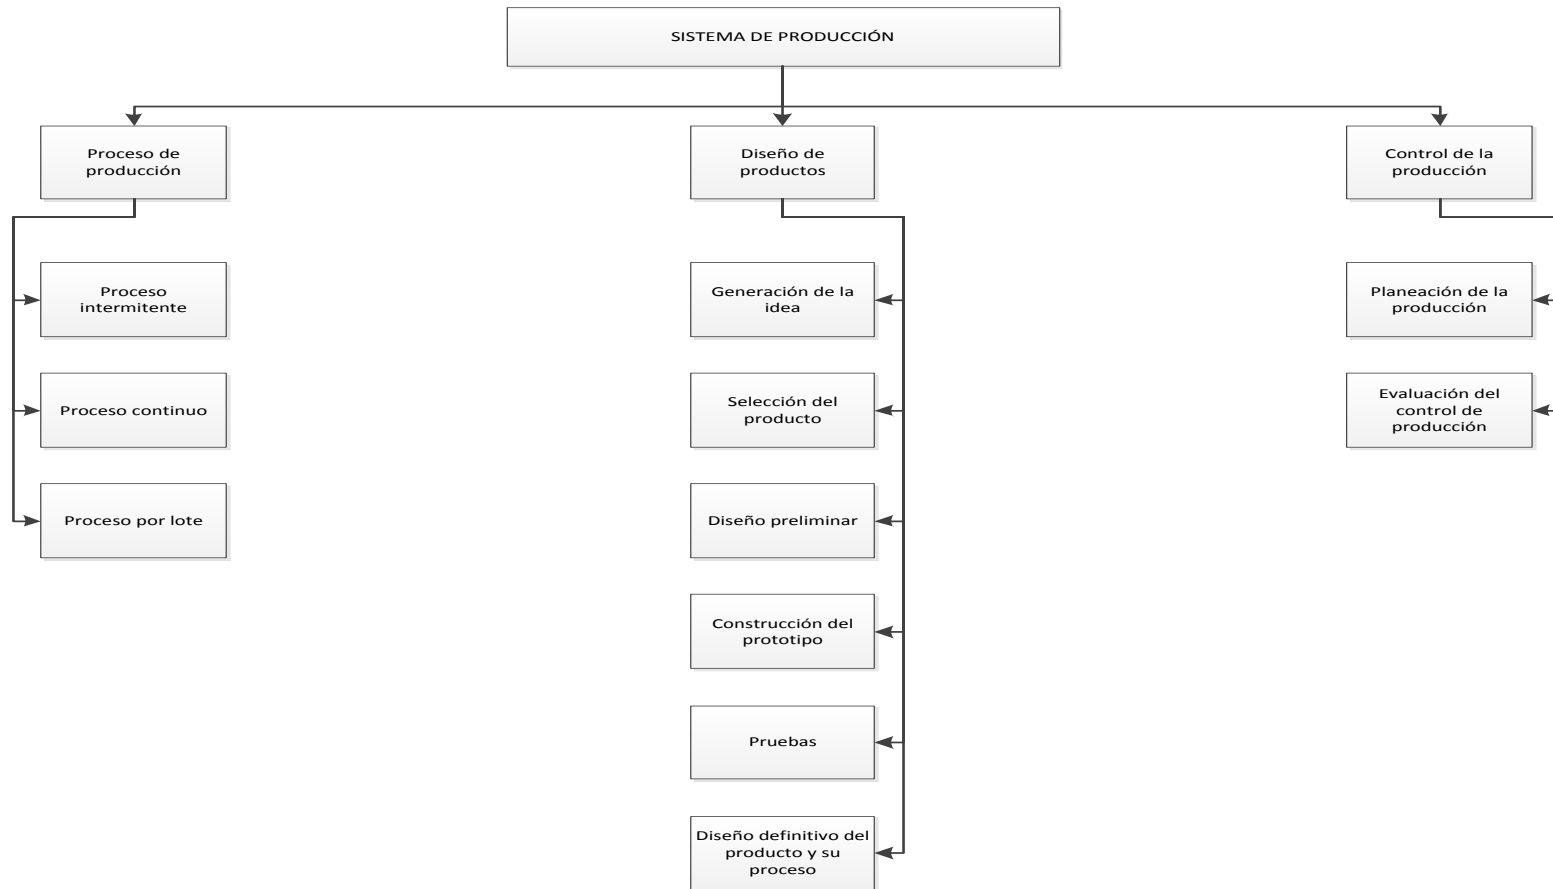 SISTEMA DE PRODUCCIÓN
Proceso de
producción
Diseño de
productos
Control de la
producción
Proceso
intermitente
Generación de la
idea
Planeación de la
producción
Proceso continuo
Selección del
producto
Evaluación del
control de
producción
Proceso por lote
Diseño preliminar
Construcción del
prototipo
Pruebas
Diseño definitivo del
producto y su
proceso